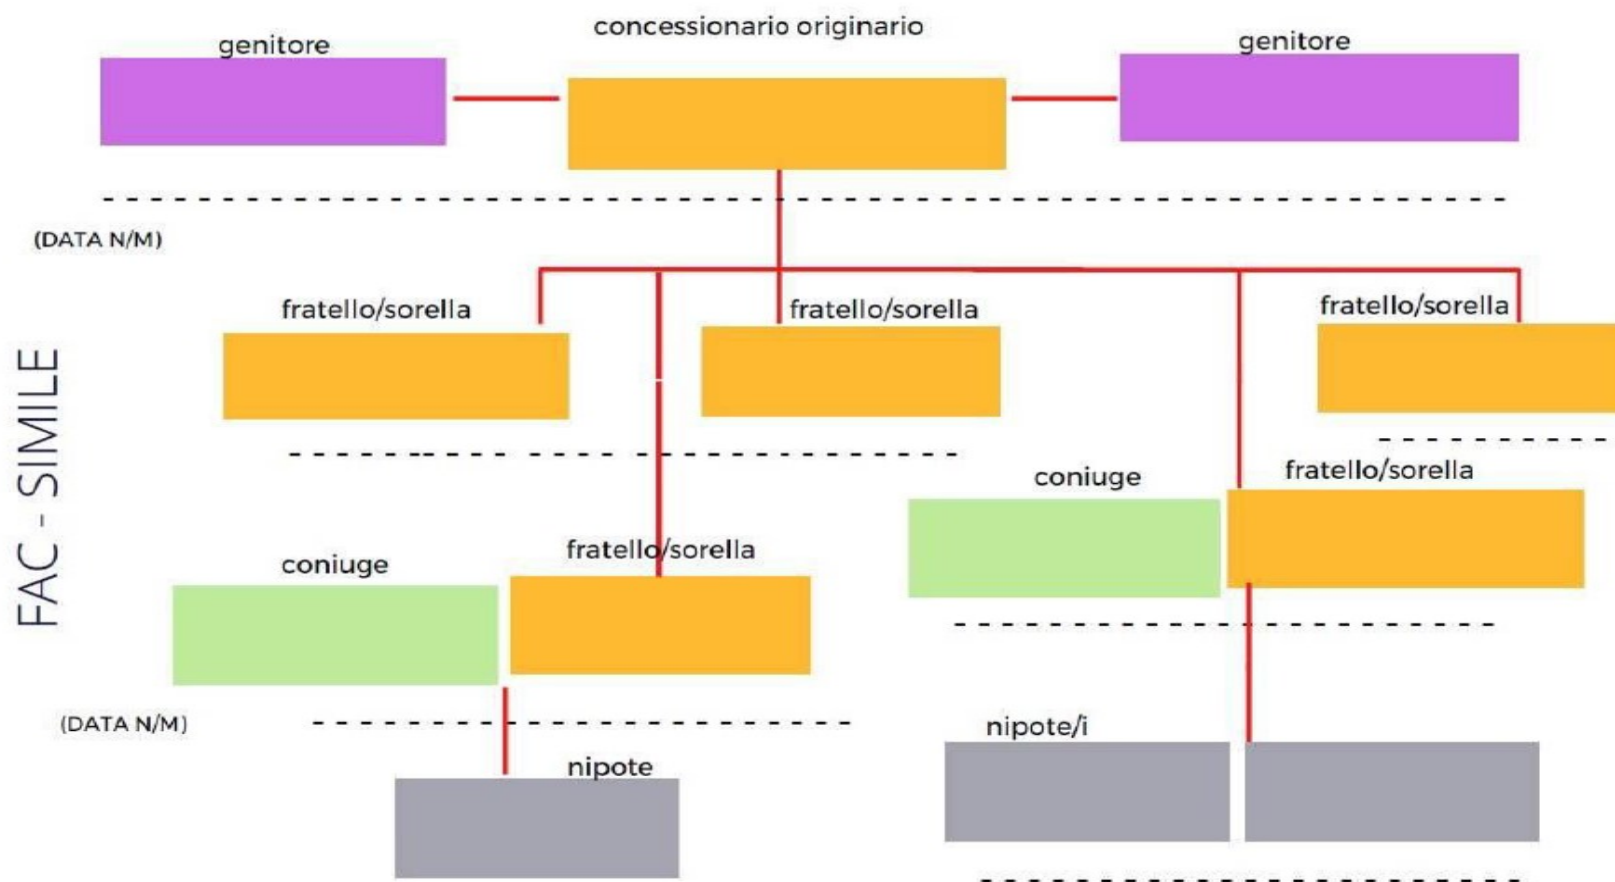 concessionario originario
genitore
genitore
(DATA N/M)
fratello/sorella
fratello/sorella
fratello/sorella
FAC - SIMILE
coniuge
fratello/sorella
coniuge
fratello/sorella
(DATA N/M)
nipote/i
nipote